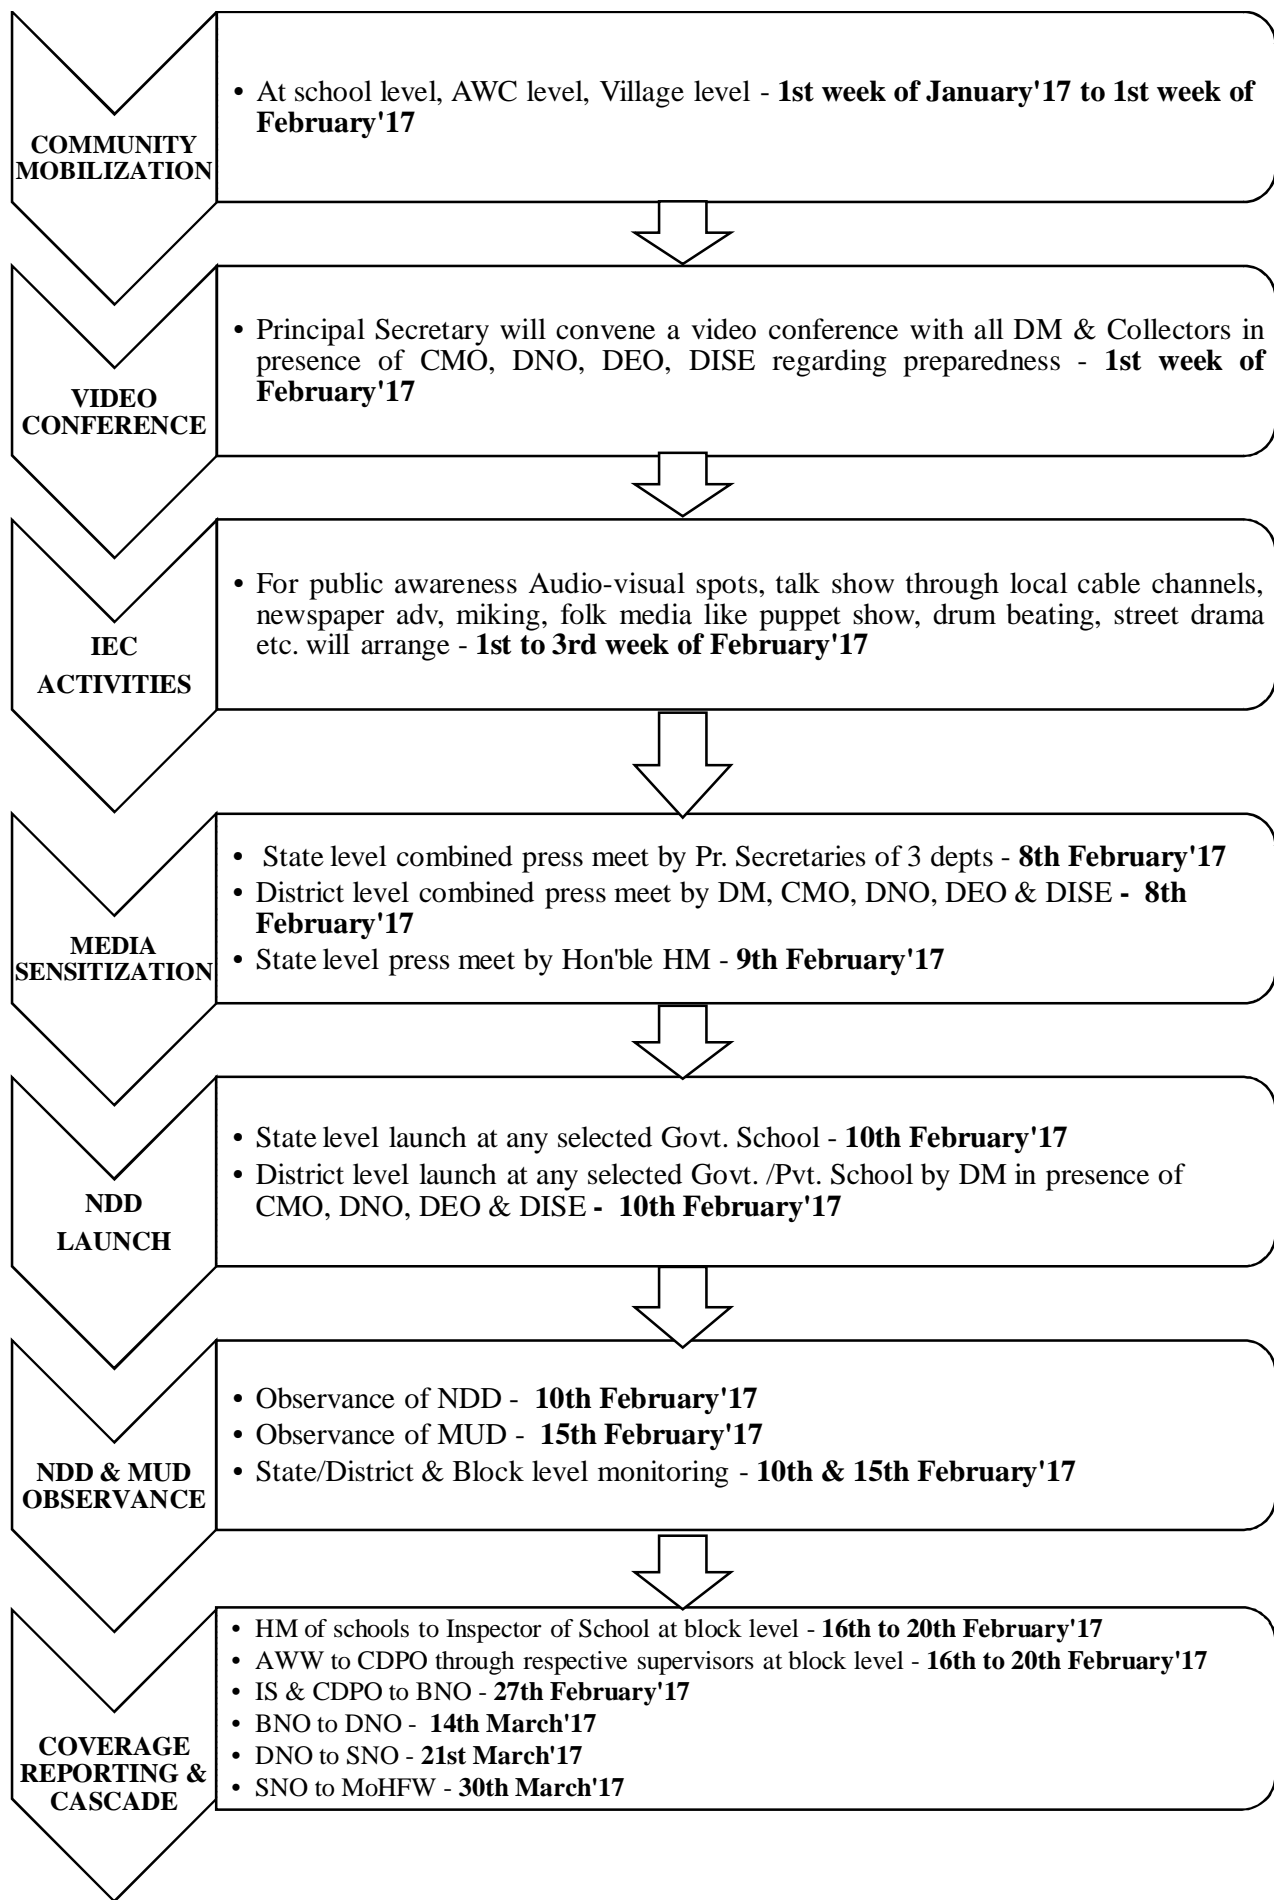 COMMUNITY
MOBILIZATION
• At school level, AWC level, Village level - 1st week of January'17 to 1st week of
February'17
VIDEO
CONFERENCE
• Principal Secretary will convene a video conference with all DM & Collectors in
presence of CMO, DNO, DEO, DISE regarding preparedness - 1st week of
February'17
IEC
ACTIVITIES
• For public awareness Audio-visual spots, talk show through local cable channels,
newspaper adv, miking, folk media like puppet show, drum beating, street drama
etc. will arrange - 1st to 3rd week of February'17
MEDIA
SENSITIZATION
• State level combined press meet by Pr. Secretaries of 3 depts - 8th February'17
• District level combined press meet by DM, CMO, DNO, DEO & DISE - 8th
February'17
• State level press meet by Hon'ble HM - 9th February'17
NDD
LAUNCH
• State level launch at any selected Govt. School - 10th February'17
• District level launch at any selected Govt. /Pvt. School by DM in presence of
CMO, DNO, DEO & DISE - 10th February'17
NDD & MUD
OBSERVANCE
• Observance of NDD - 10th February'17
• Observance of MUD - 15th February'17
• State/District & Block level monitoring - 10th & 15th February'17
COVERAGE
REPORTING &
CASCADE
• HM of schools to Inspector of School at block level - 16th to 20th February'17
• AWW to CDPO through respective supervisors at block level - 16th to 20th February'17
• IS & CDPO to BNO - 27th February'17
• BNO to DNO - 14th March'17
• DNO to SNO - 21st March'17
• SNO to MoHFW - 30th March'17